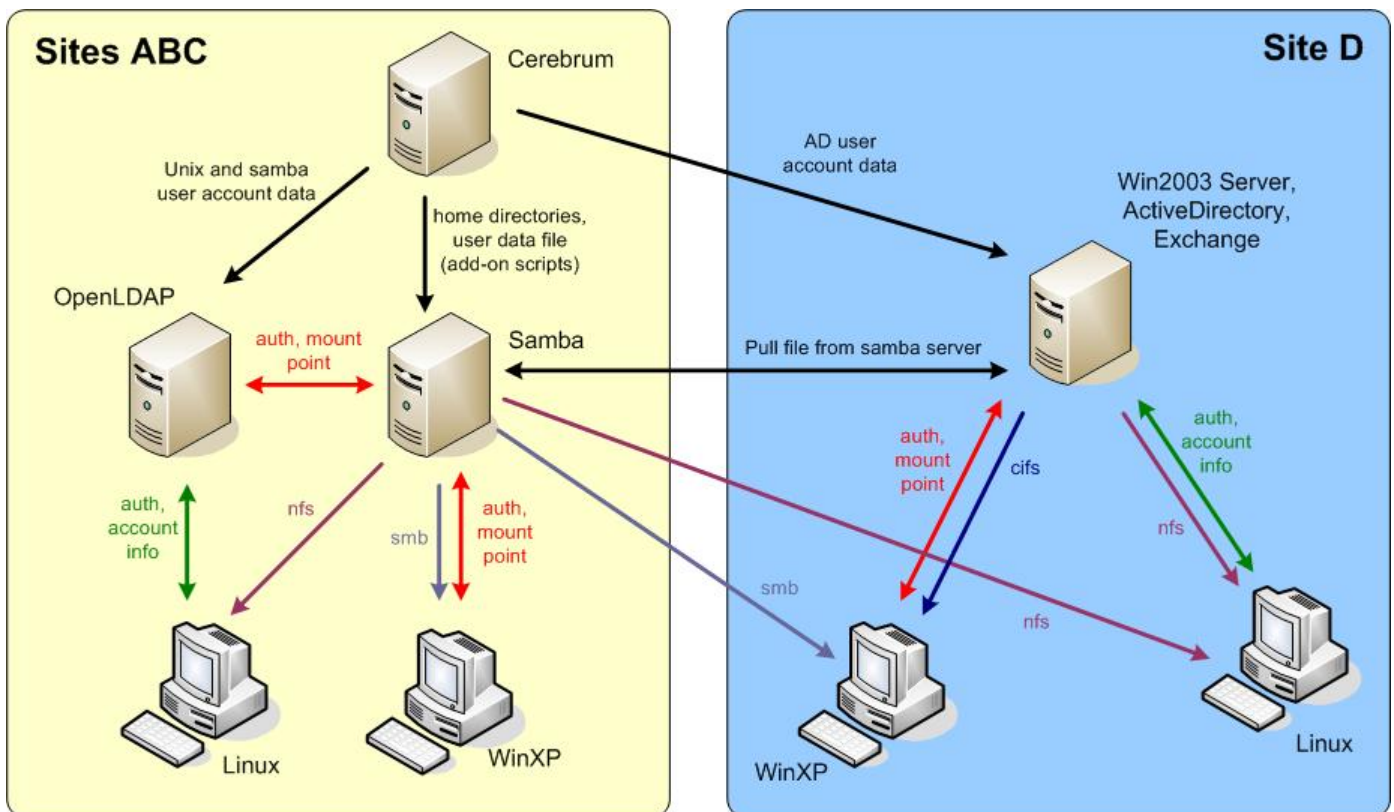 Sites ABC
Cerebrum
Site D
Unix and samba
user account data
home directories,
user data file
(add-on scripts)
AD user
account data
Win2003 Server,
ActiveDirectory,
Exchange
OpenLDAP
auth, mount
point
Samba
Pull file from samba server
auth,
account
info
nfs
smb
auth,
mount
point
auth,
mount
point
cifs
nfs
auth,
account
info
smb
nfs
Linux
WinXP
WinXP
Linux